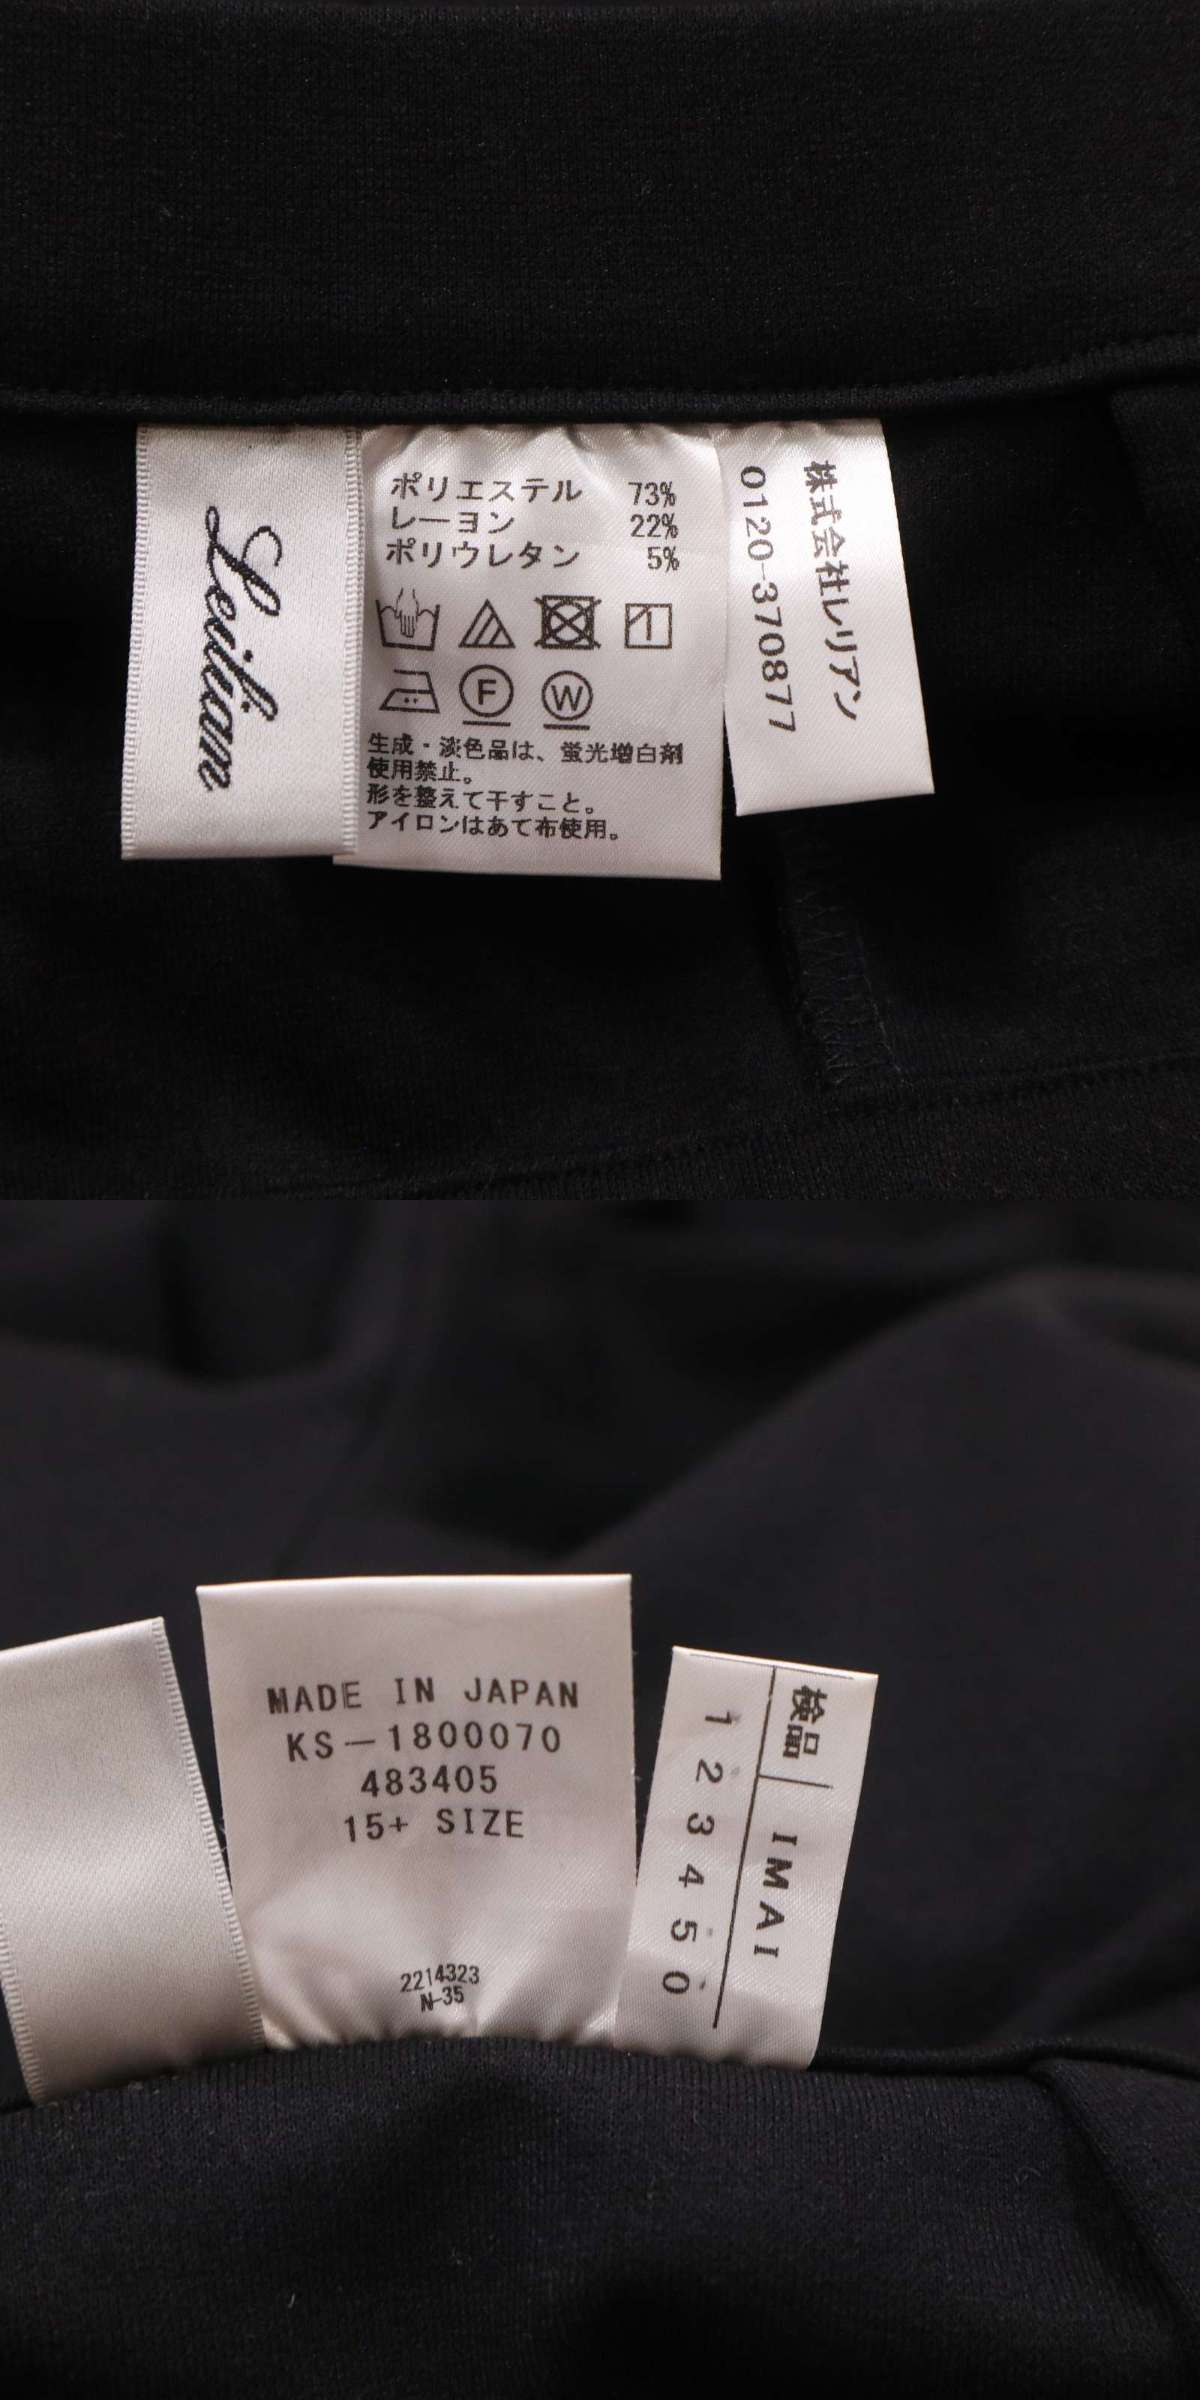 Leilian
ポリエステル 73%
レーヨン 22%
ポリウレタン 5%
1
F
W
生成・淡色品は、蛍光増白剤
使用禁止。
形を整えて干すこと。
アイロンはあて布使用。
株式会社レリアン
0120-370877
MADE IN JAPAN
KS-1800070
483405
15+ SIZE
2214323
N-35
検品 IMAI
1 2 3 4 5 0